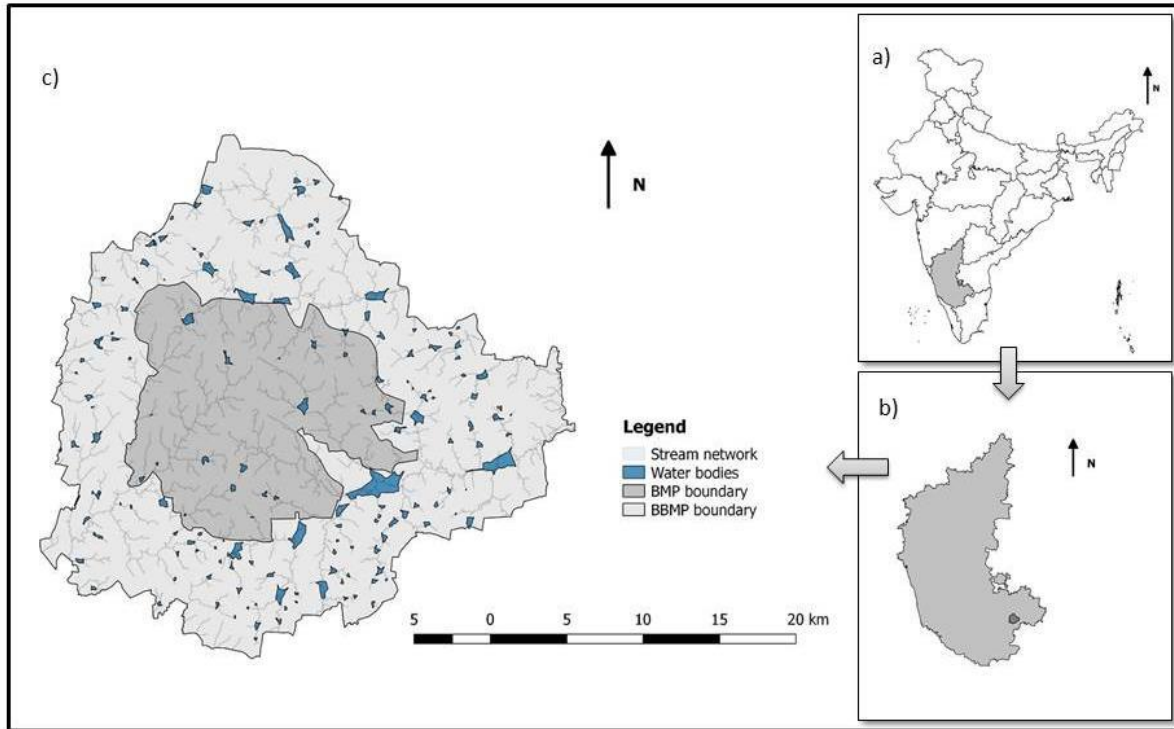 c)
N
Legend
Stream network
Water bodies
BMP boundary
BBMP boundary
5 0 5 10 15 20 km
a)
N
b)
N